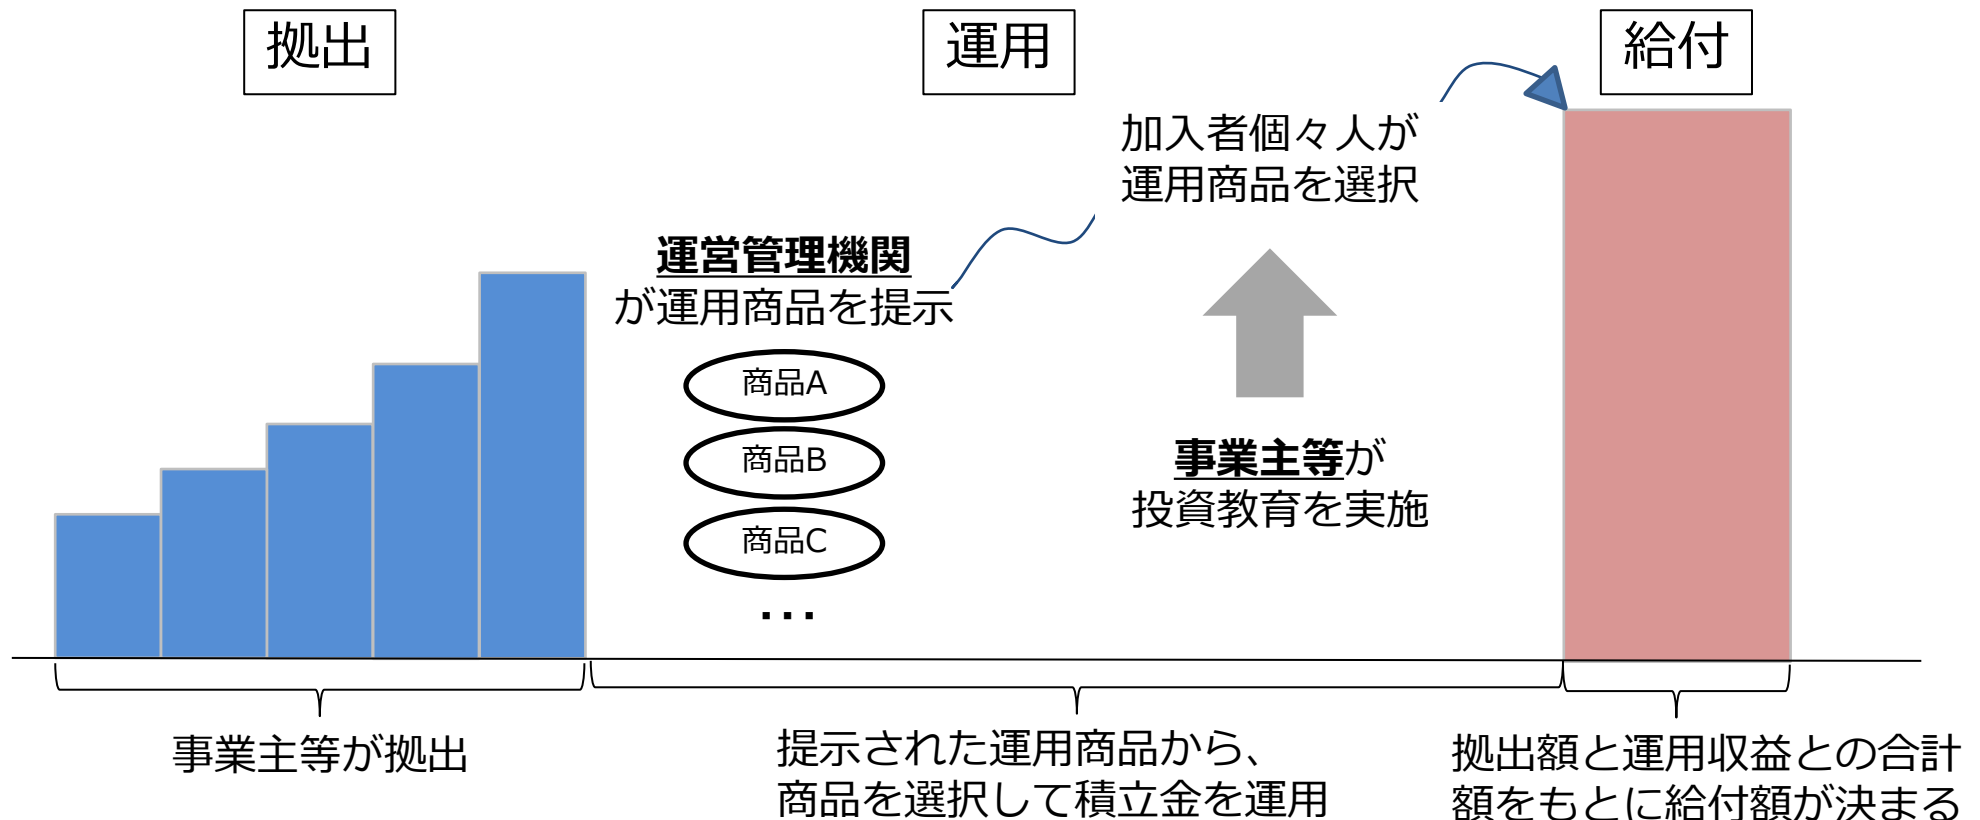 拠出
運用
給付
加入者個々人が
運用商品を選択
運営管理機関
が運用商品を提示
商品A
商品B
商品C
...
事業主等が
投資教育を実施
事業主等が拠出
提示された運用商品から、
商品を選択して積立金を運用
拠出額と運用収益との合計
額をもとに給付額が決まる